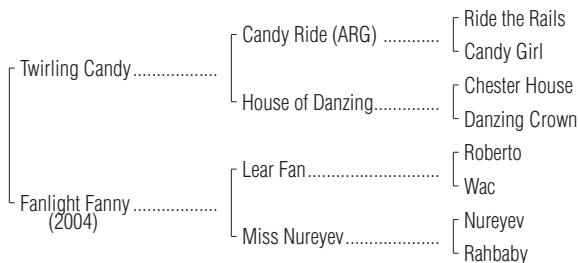 Ride the Rails
Candy Ride (ARG) ............
Candy Girl
Twirling Candy..................
Chester House
House of Danzing..............
Danzing Crown
Roberto
Lear Fan............................
Wac
Fanlight Fanny ..................
(2004)
Nureyev
Miss Nureyev....................
Rahbaby